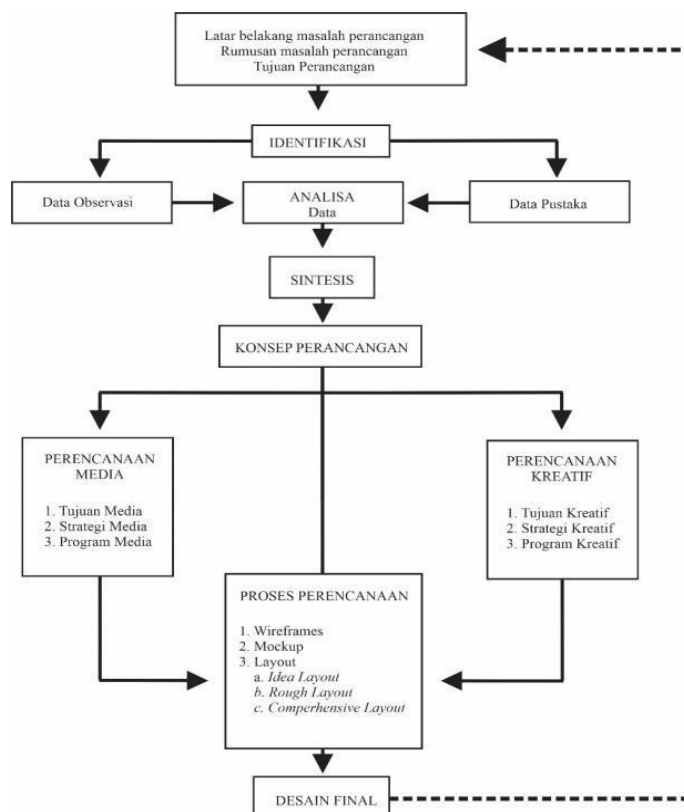 Latar belakang masalah perancangan
Rumusan masalah perancangan
Tujuan Perancangan
IDENTIFIKASI
Data Observasi
ANALISA
Data
Data Pustaka
SINTESIS
KONSEP PERANCANGAN
PERENCANAAN
MEDIA
1. Tujuan Media
2. Strategi Media
3. Program Media
PERENCANAAN
KREATIF
1. Tujuan Kreatif
2. Strategi Kreatif
3. Program Kreatif
PROSES PERENCANAAN
1. Wireframes
2. Mockup
3. Layout
a. Idea Layout
b. Rough Layout
c. Comperhensive Layout
DESAIN FINAL